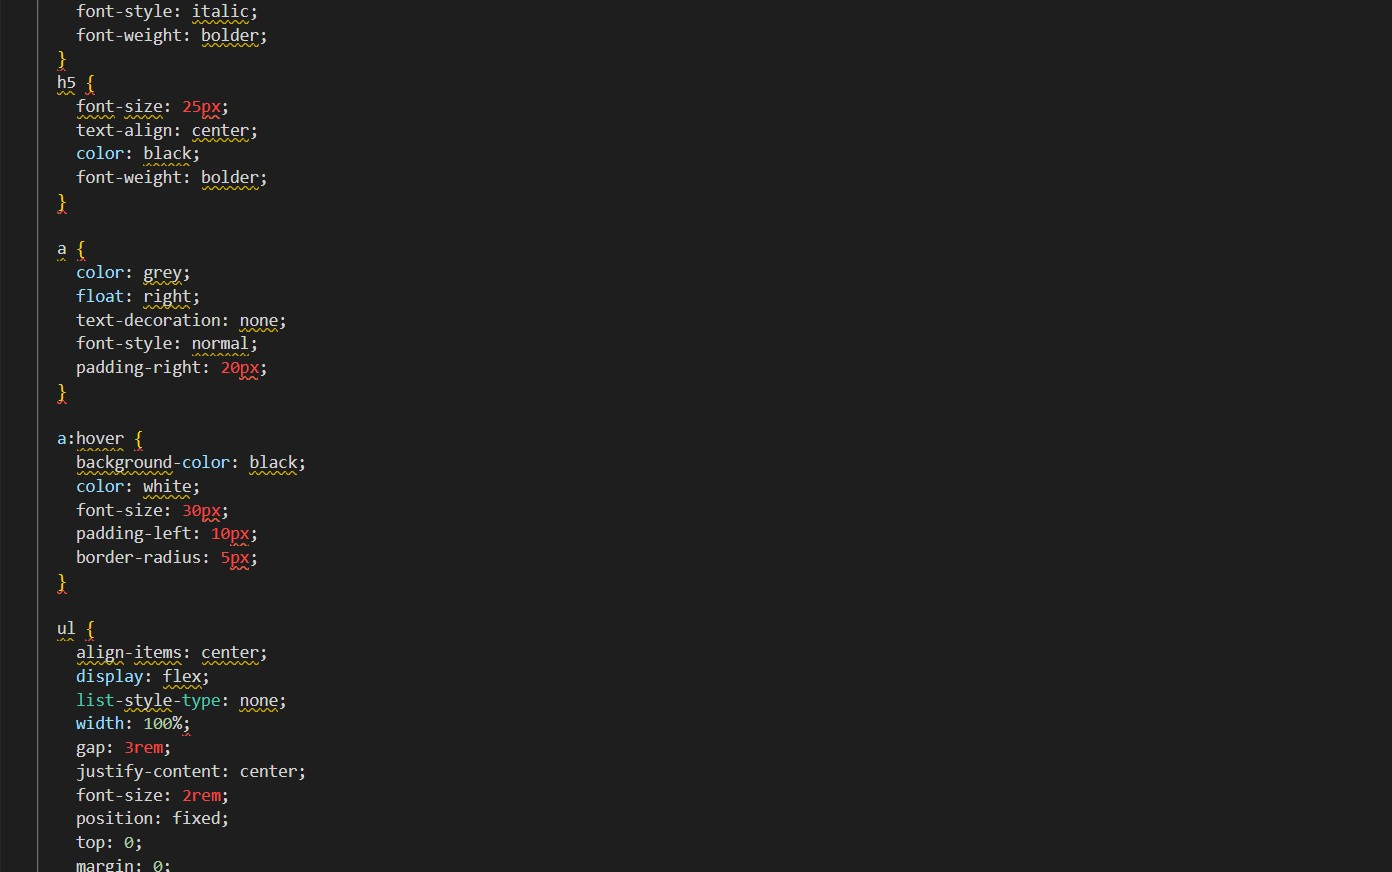 font-style: italic;
font-weight: bolder;
}
h5 {
font-size: 25px;
text-align: center;
color: black;
font-weight: bolder;
}
a {
color: grey;
float: right;
text-decoration: none;
font-style: normal;
padding-right: 20px;
}
a:hover {
background-color: black;
color: white;
font-size: 30px;
padding-left: 10px;
border-radius: 5px;
}
ul {
align-items: center;
display: flex;
list-style-type: none;
width: 100%;
gap: 3rem;
justify-content: center;
font-size: 2rem;
position: fixed;
top: 0;
margin: 0;